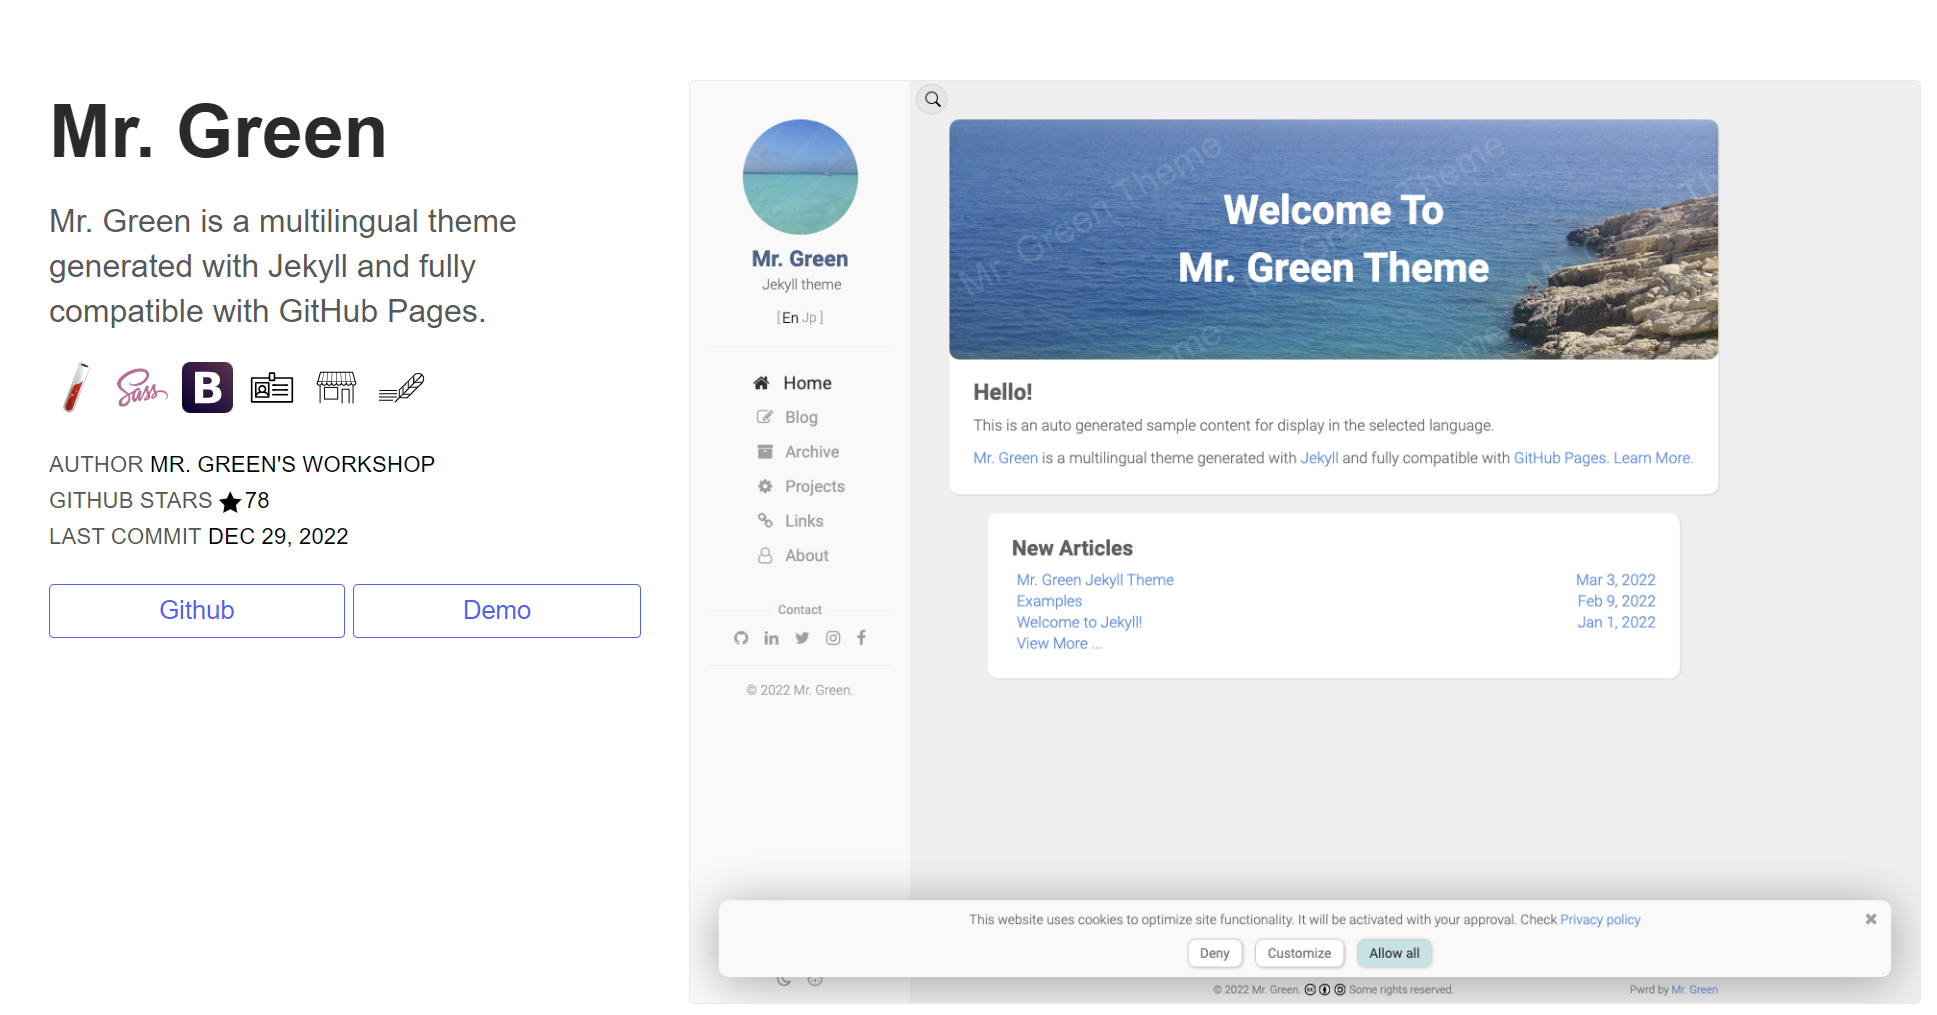 Mr. Green
Mr. Green is a multilingual theme
generated with Jekyll and fully
compatible with GitHub Pages.
Sass
B
AUTHOR MR. GREEN'S WORKSHOP
GITHUB STARS ★78
LAST COMMIT DEC 29, 2022
Github
Demo
Mr. Green
Jekyll theme
[ En Jp ]
Home
Blog
Archive
Projects
Links
About
Contact
© 2022 Mr. Green.
Mr. Green Theme
Welcome To
Mr. Green Theme
Hello!
This is an auto generated sample content for display in the selected language.
Mr. Green is a multilingual theme generated with Jekyll and fully compatible with GitHub Pages. Learn More.
New Articles
Mr. Green Jekyll Theme Mar 3, 2022
Examples Feb 9, 2022
Welcome to Jekyll! Jan 1, 2022
View More ...
This website uses cookies to optimize site functionality. It will be activated with your approval. Check Privacy policy
Deny
Customize
Allow all
© 2022 Mr. Green. Some rights reserved.
Pwrd by Mr. Green